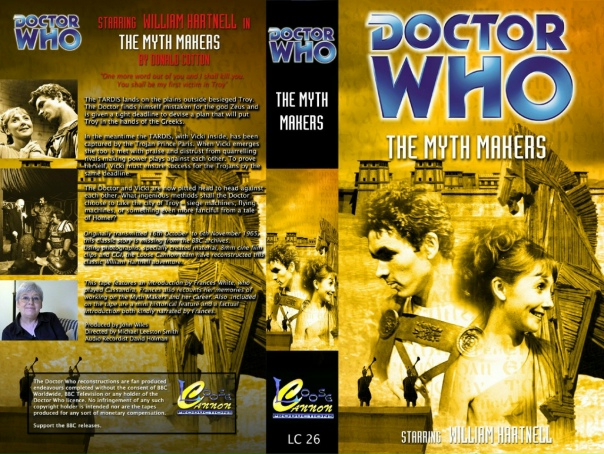 DOCTOR
WHO
STARRING WILLIAM HARTNELL IN
THE MYTH MAKERS
BY DONALD COTTON
'One more word out of you and I shall kill you.
You shall be my first victim in Troy'
The TARDIS lands on the plains outside besieged Troy.
The Doctor finds himself mistaken for the god Zeus and
is given a tight deadline to devise a plan that will put
Troy in the hands of the Greeks.
In the meantime the TARDIS, with Vicki inside, has been
captured by the Trojan Prince Paris. When Vicki emerges
she too is met with praise and distrust from quarrelling
rivals making power plays against each other. To prove
herself, Vicki must ensure success for the Trojans by the
same deadline.
The Doctor and Vicki are now pitted head to head against
each other. What ingenious methods shall the Doctor
choose to take the city of Troy? siege machines, flying
machines, or something even more fanciful from a tale
of Homer?
Originally transmitted 16th October to 6th November 1965,
this classic story is missing from the BBC archives.
Using photographs, specially created material, 8mm cine film
clips and CGI, the Loose Cannon team have reconstructed this
classic William Hartnell adventure.
This tape features an introduction by Frances White, who
played Cassandra. Frances also recounts her memories of
working on The Myth Makers and her career. Also included
on the tape are a mini historical feature and a factual
introduction both kindly narrated by Frances.
Produced by John Wiles
Directed by Michael Leeston-Smith
Audio Recordist David Holman
The Doctor Who reconstructions are fan produced
endeavours completed without the consent of BBC
Worldwide, BBC Television or any holder of the
Doctor Who licence. No infringement of any such
copyright holder is intended nor are the tapes
produced for any sort of monetary compensation.
Support the BBC releases.
LOOSE
CANNON
DOCTOR
WHO
THE MYTH
MAKERS
LOOSE
CANNON
LC 26
DOCTOR
WHO
THE MYTH MAKERS
STARRING WILLIAM HARTNELL